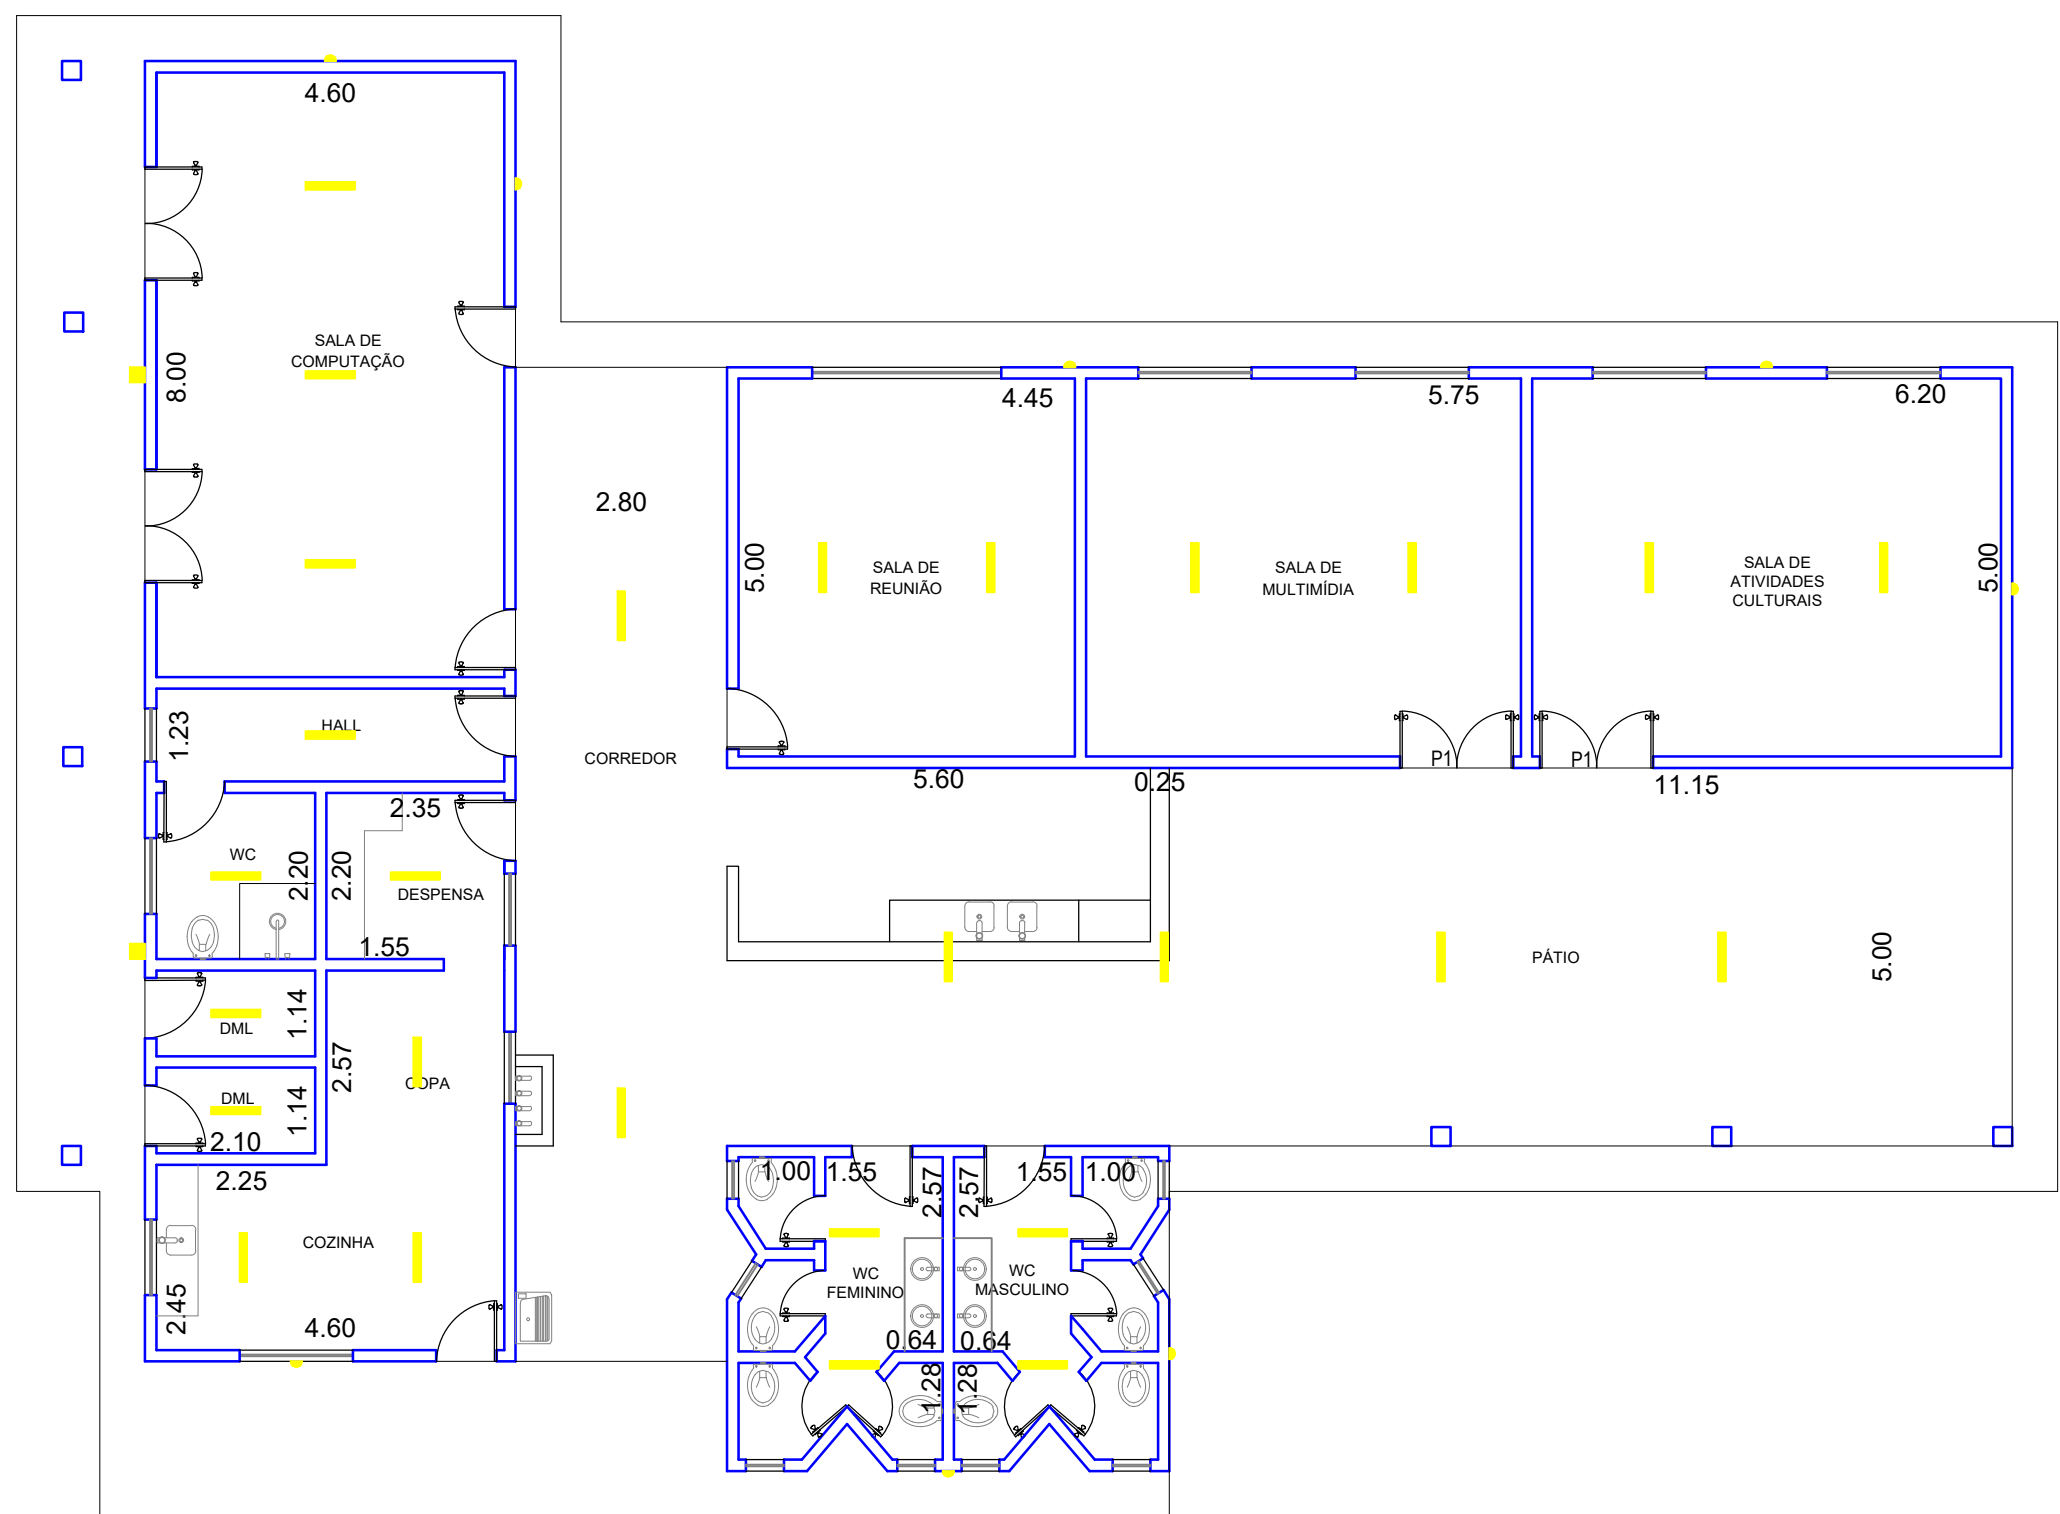 4.60
SALA DE
COMPUTAÇÃO
8.00
4.45
5.75
6.20
2.80
5.00
SALA DE
REUNIÃO
SALA DE
MULTIMÍDIA
SALA DE
ATIVIDADES
CULTURAIS
5.00
1.23
HALL
CORREDOR
P1
P1
5.60
0.25
11.15
2.35
WC
2.20
2.20
DESPENSA
1.55
PÁTIO
5.00
DML
1.14
2.57
COPA
DML
1.14
2.10
2.25
COZINHA
2.45
4.60
1.00
1.55
2.57
2.57
1.55
1.00
WC
FEMININO
WC
MASCULINO
0.64
0.64
1.28
1.28